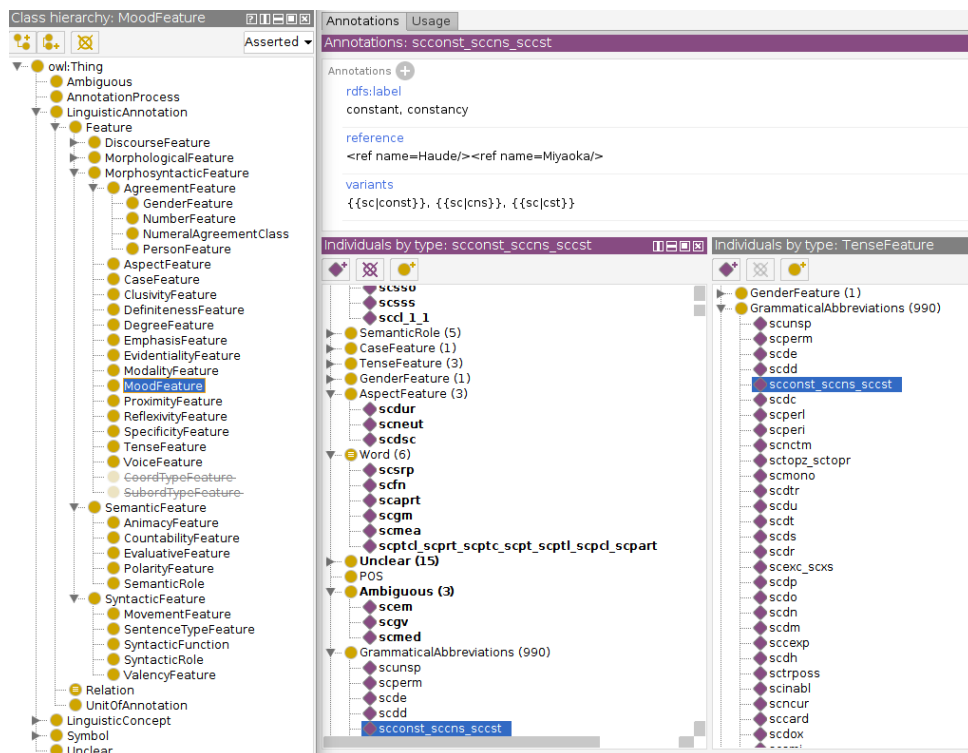 Class hierarchy: MoodFeature
Asserted
owl:Thing
Ambiguous
AnnotationProcess
LinguisticAnnotation
Feature
DiscourseFeature
MorphologicalFeature
MorphosyntacticFeature
AgreementFeature
GenderFeature
NumberFeature
NumeralAgreementClass
PersonFeature
AspectFeature
CaseFeature
ClusivityFeature
DefinitenessFeature
DegreeFeature
EmphasisFeature
EvidentialityFeature
ModalityFeature
MoodFeature
ProximityFeature
ReflexivityFeature
SpecificityFeature
TenseFeature
VoiceFeature
CoordTypeFeature
SubordTypeFeature
SemanticFeature
AnimacyFeature
CountabilityFeature
EvaluativeFeature
PolarityFeature
SemanticRole
SyntacticFeature
MovementFeature
SentenceTypeFeature
SyntacticFunction
SyntacticRole
ValencyFeature
Relation
UnitOfAnnotation
LinguisticConcept
Symbol
Unclear
Annotations Usage
Annotations: scconst_sccns_sccst
Annotations
rdfs:label
constant, constancy
reference
<ref name=Haude/><ref name=Miyaoka/>
variants
{{sc|const}}, {{sc|cns}}, {{sc|cst}}
Individuals by type: scconst_sccns_sccst
scsso
scsss
sccl_1_1
SemanticRole (5)
CaseFeature (1)
TenseFeature (3)
GenderFeature (1)
AspectFeature (3)
scdur
scneut
scdsc
Word (6)
scsrp
scfn
scaprt
scgm
scmea
scptcl_scprt_scptc_scpt_scptl_scpcl_scpart
Unclear (15)
POS
Ambiguous (3)
scem
scgv
scmed
GrammaticalAbbreviations (990)
scunsp
scperm
scde
scdd
scconst_sccns_sccst
Individuals by type: TenseFeature
GenderFeature (1)
GrammaticalAbbreviations (990)
scunsp
scperm
scde
scdd
scconst_sccns_sccst
scdc
scperl
scperi
scnctm
sctopz_sctopr
scmono
scdtr
scdu
scdt
scds
scdr
scexc_scxs
scdp
scdo
scdn
scdm
sccexp
scdh
sctrposs
scinabl
scncur
sccard
scdox